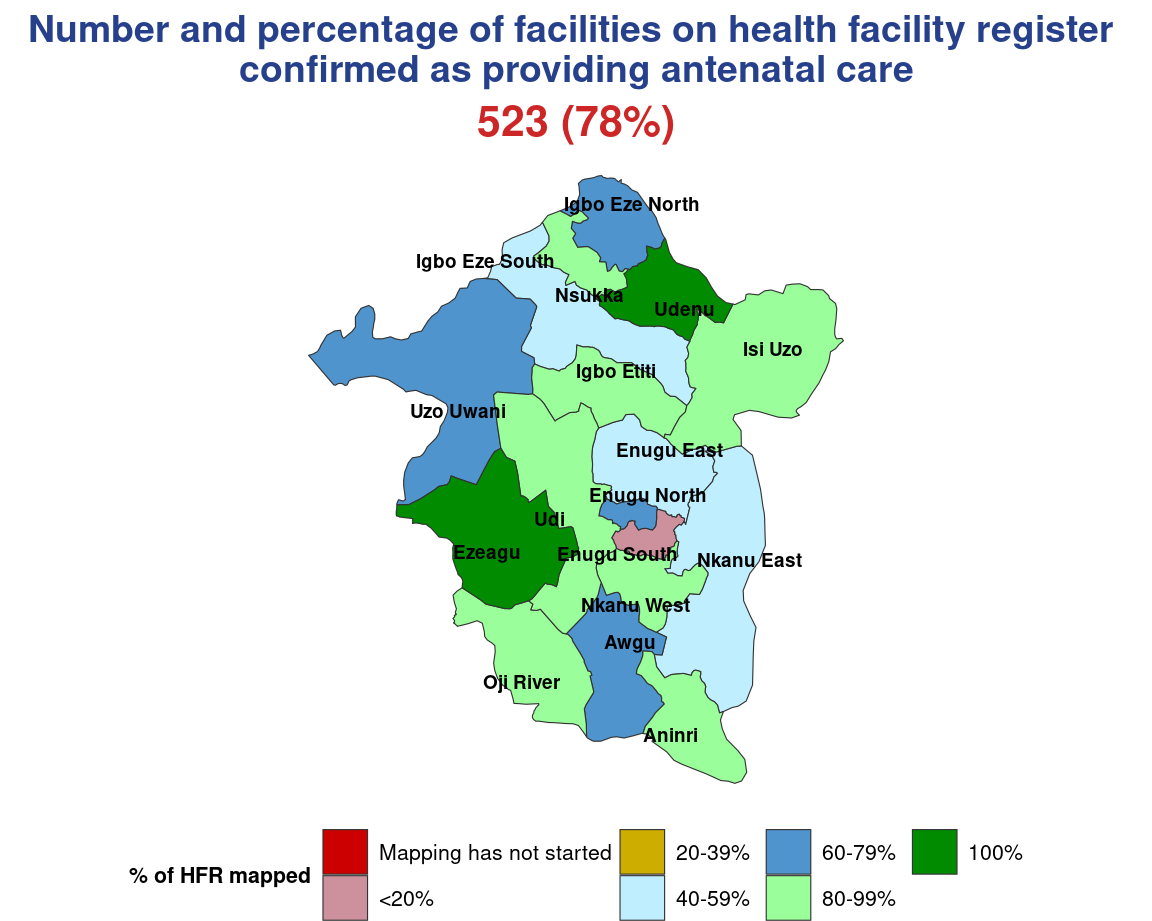 Number and percentage of facilities on health facility register
confirmed as providing antenatal care
523 (78%)
Igbo Eze North
Igbo Eze South
Nsukka
Udenu
Isi Uzo
Igbo Etiti
Uzo Uwani
Enugu East
Enugu North
Udi
Ezeagu
Enugu South
Nkanu East
Nkanu West
Awgu
Oji River
Aninri
% of HFR mapped
Mapping has not started
<20%
20-39%
40-59%
60-79%
80-99%
100%